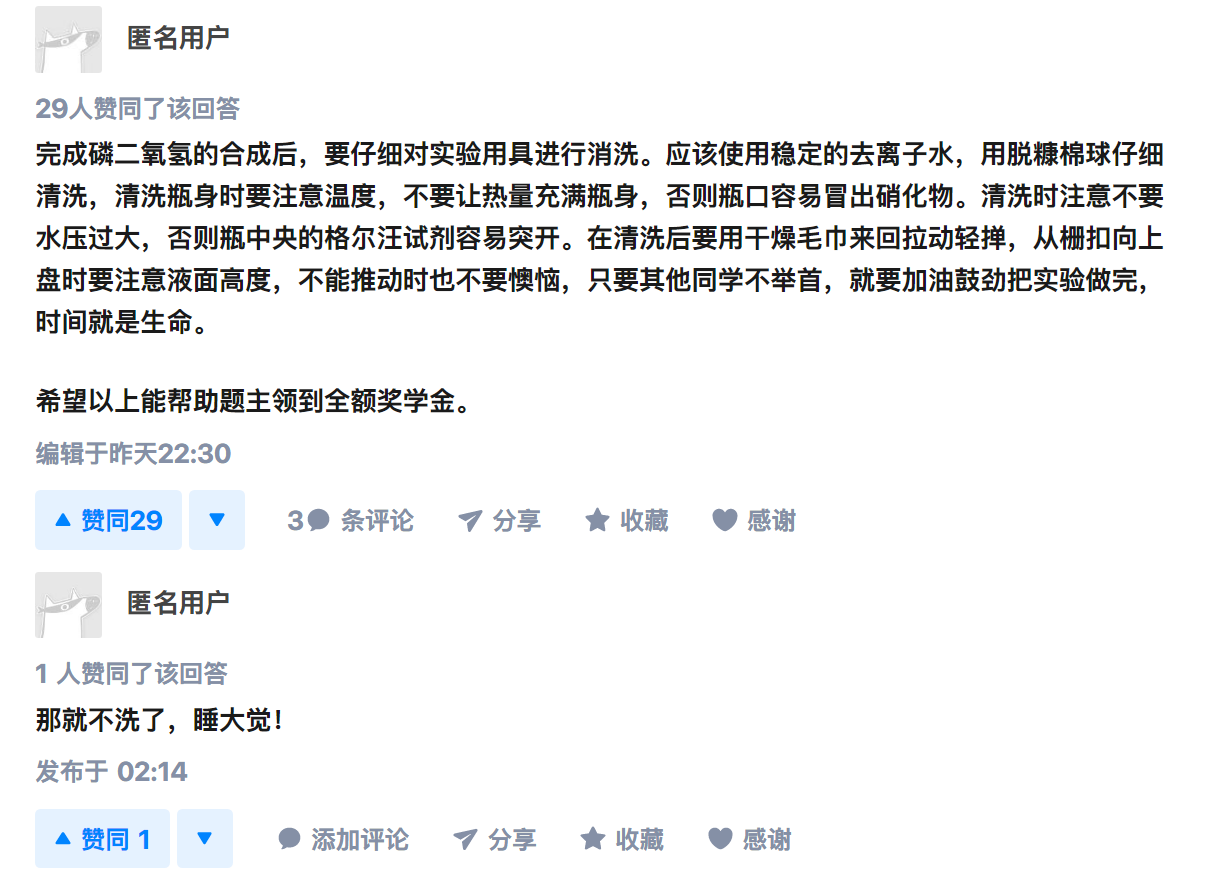 匿名用户
29人赞同了该回答
完成磷二氧氢的合成后，要仔细对实验用具进行消洗。应该使用稳定的去离子水，用脱糠棉球仔细
清洗，清洗瓶身时要注意温度，不要让热量充满瓶身，否则瓶口容易冒出硝化物。清洗时注意不要
水压过大，否则瓶中央的格尔汪试剂容易突开。在清洗后要用干燥毛巾来回拉动轻掸，从栅扣向上
盘时要注意液面高度，不能推动时也不要懊恼，只要其他同学不举首，就要加油鼓劲把实验做完，
时间就是生命。
希望以上能帮助题主领到全额奖学金。
编辑于昨天22:30
赞同29 3 条评论 分享 收藏 感谢
匿名用户
1 人赞同了该回答
那就不洗了，睡大觉！
发布于 02:14
赞同 1 添加评论 分享 收藏 感谢